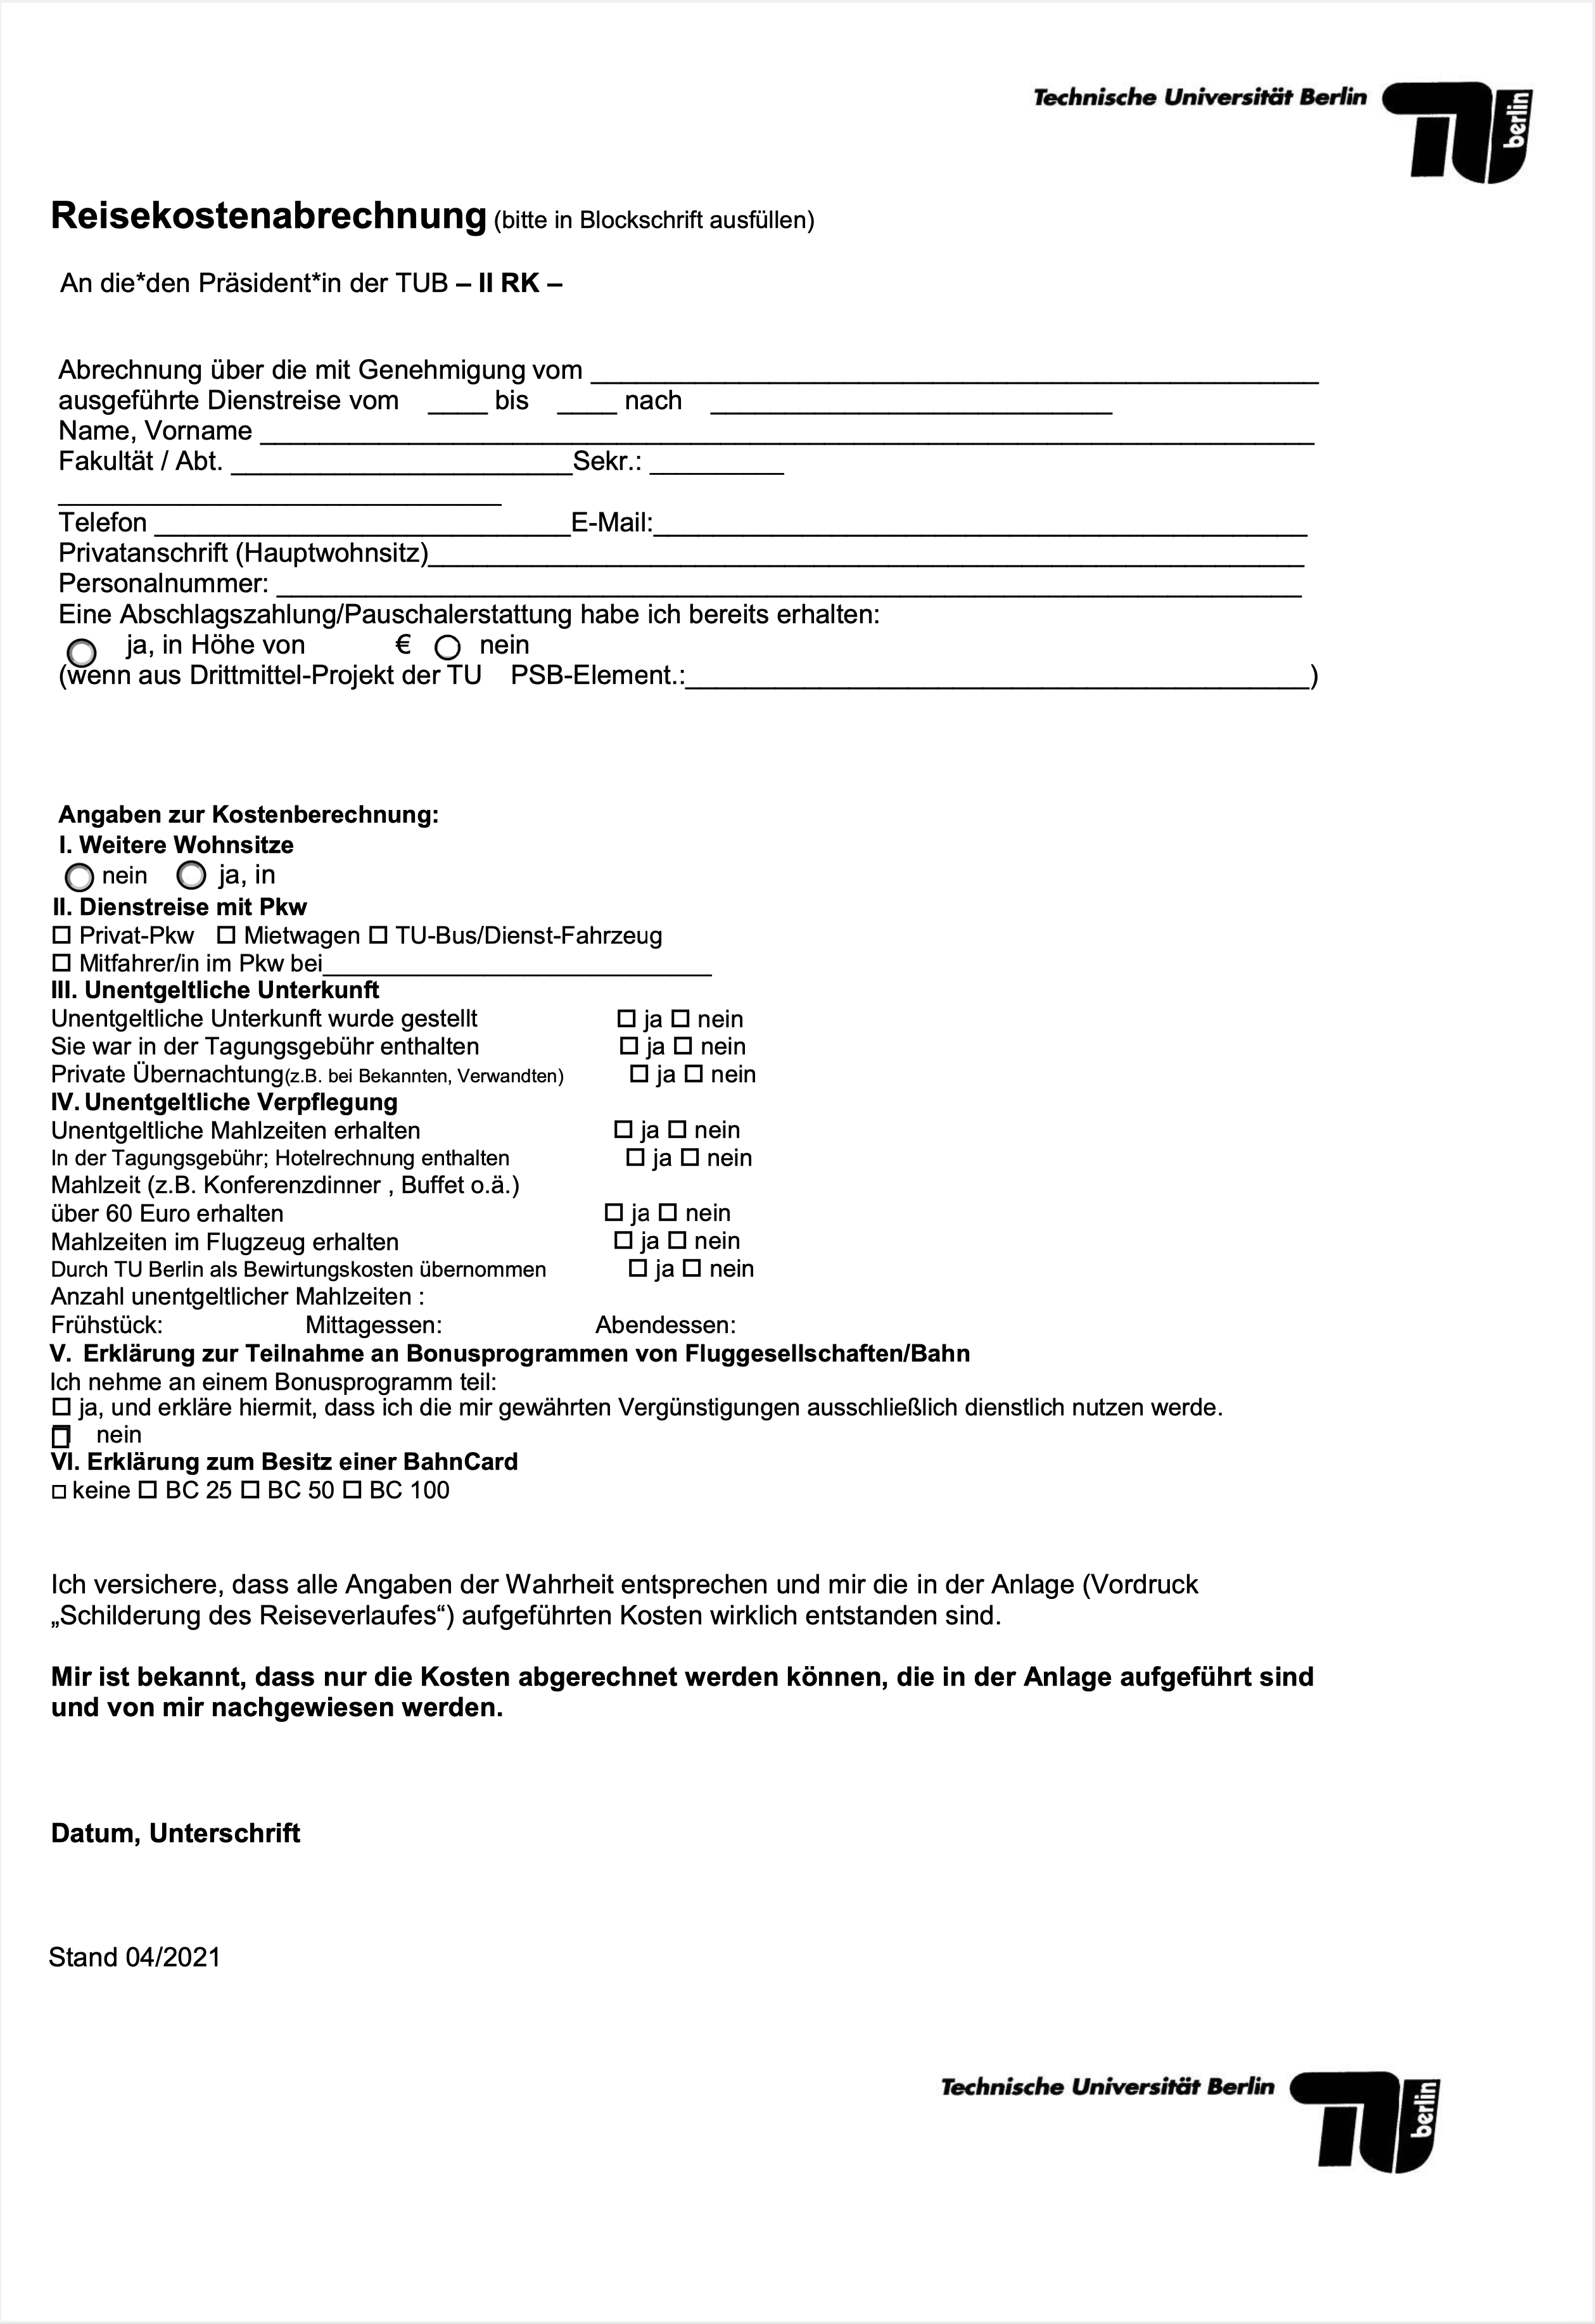 Technische Universität Berlin
berlin
Reisekostenabrechnung (bitte in Blockschrift ausfüllen)
An die*den Präsident*in der TUB – II RK –
Abrechnung über die mit Genehmigung vom ____
ausgeführte Dienstreise vom ____ bis ____ nach ____
Name, Vorname ____
Fakultät / Abt. ____Sekr.: ____
____
Telefon ____E-Mail:____
Privatanschrift (Hauptwohnsitz)____
Personalnummer: ____
Eine Abschlagszahlung/Pauschalerstattung habe ich bereits erhalten:
○ ja, in Höhe von € ○ nein
(wenn aus Drittmittel-Projekt der TU PSB-Element.:____)
Angaben zur Kostenberechnung:
I. Weitere Wohnsitze
○ nein ○ ja, in
II. Dienstreise mit Pkw
☐ Privat-Pkw ☐ Mietwagen ☐ TU-Bus/Dienst-Fahrzeug
☐ Mitfahrer/in im Pkw bei____
III. Unentgeltliche Unterkunft
Unentgeltliche Unterkunft wurde gestellt ☐ ja ☐ nein
Sie war in der Tagungsgebühr enthalten ☐ ja ☐ nein
Private Übernachtung(z.B. bei Bekannten, Verwandten) ☐ ja ☐ nein
IV. Unentgeltliche Verpflegung
Unentgeltliche Mahlzeiten erhalten ☐ ja ☐ nein
In der Tagungsgebühr; Hotelrechnung enthalten ☐ ja ☐ nein
Mahlzeit (z.B. Konferenzdinner , Buffet o.ä.)
über 60 Euro erhalten ☐ ja ☐ nein
Mahlzeiten im Flugzeug erhalten ☐ ja ☐ nein
Durch TU Berlin als Bewirtungskosten übernommen ☐ ja ☐ nein
Anzahl unentgeltlicher Mahlzeiten :
Frühstück: Mittagessen: Abendessen:
V. Erklärung zur Teilnahme an Bonusprogrammen von Fluggesellschaften/Bahn
Ich nehme an einem Bonusprogramm teil:
☐ ja, und erkläre hiermit, dass ich die mir gewährten Vergünstigungen ausschließlich dienstlich nutzen werde.
☐ nein
VI. Erklärung zum Besitz einer BahnCard
☐ keine ☐ BC 25 ☐ BC 50 ☐ BC 100
Ich versichere, dass alle Angaben der Wahrheit entsprechen und mir die in der Anlage (Vordruck
„Schilderung des Reiseverlaufes“) aufgeführten Kosten wirklich entstanden sind.
Mir ist bekannt, dass nur die Kosten abgerechnet werden können, die in der Anlage aufgeführt sind
und von mir nachgewiesen werden.
Datum, Unterschrift
Stand 04/2021
Technische Universität Berlin
berlin